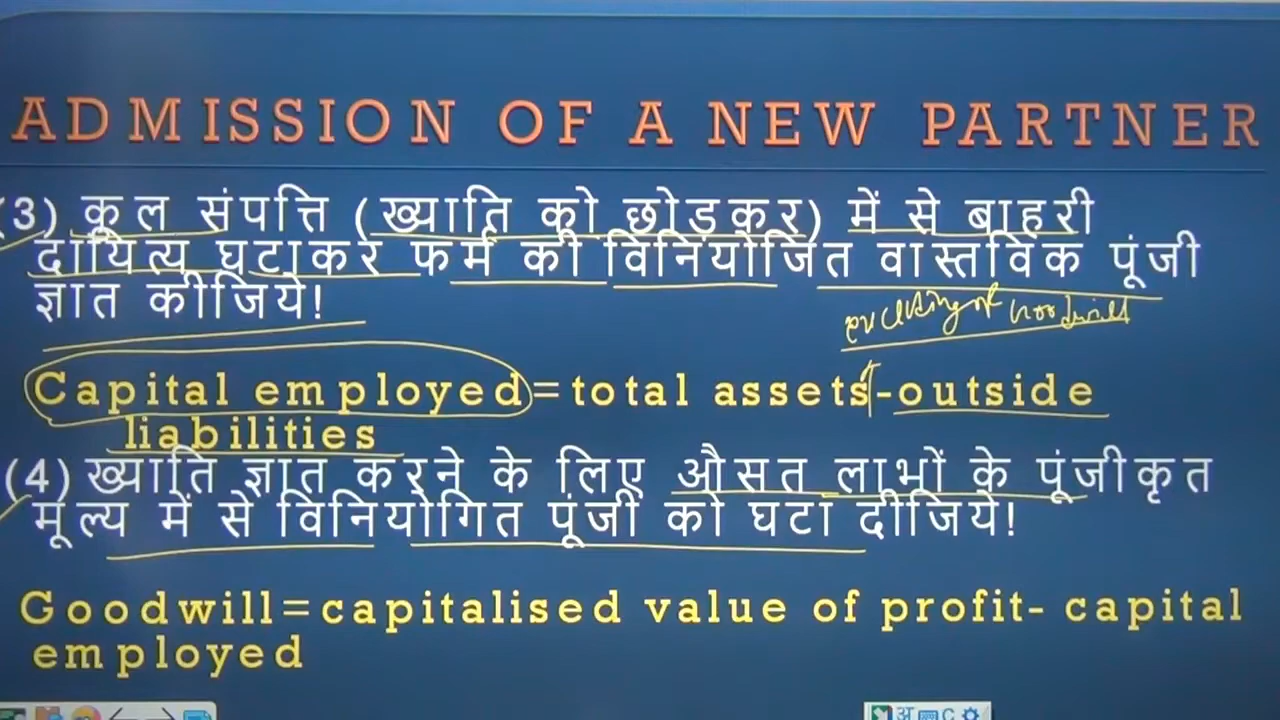 ADMISSION OF A NEW PARTNER
(3) कुल संपत्ति (ख्याति को छोड़कर) में से बाहरी
दायित्य घटाकर फर्म की विनियोजित वास्तविक पूंजी
ज्ञात कीजिये!
excluding of Goodwill
Capital employed=total assets-outside
liabilities
(4) ख्याति ज्ञात करने के लिए औसत लाभों के पूंजीकृत
मूल्य में से विनियोगित पूंजी को घटा दीजिये!
Goodwill=capitalised value of profit- capital
employed